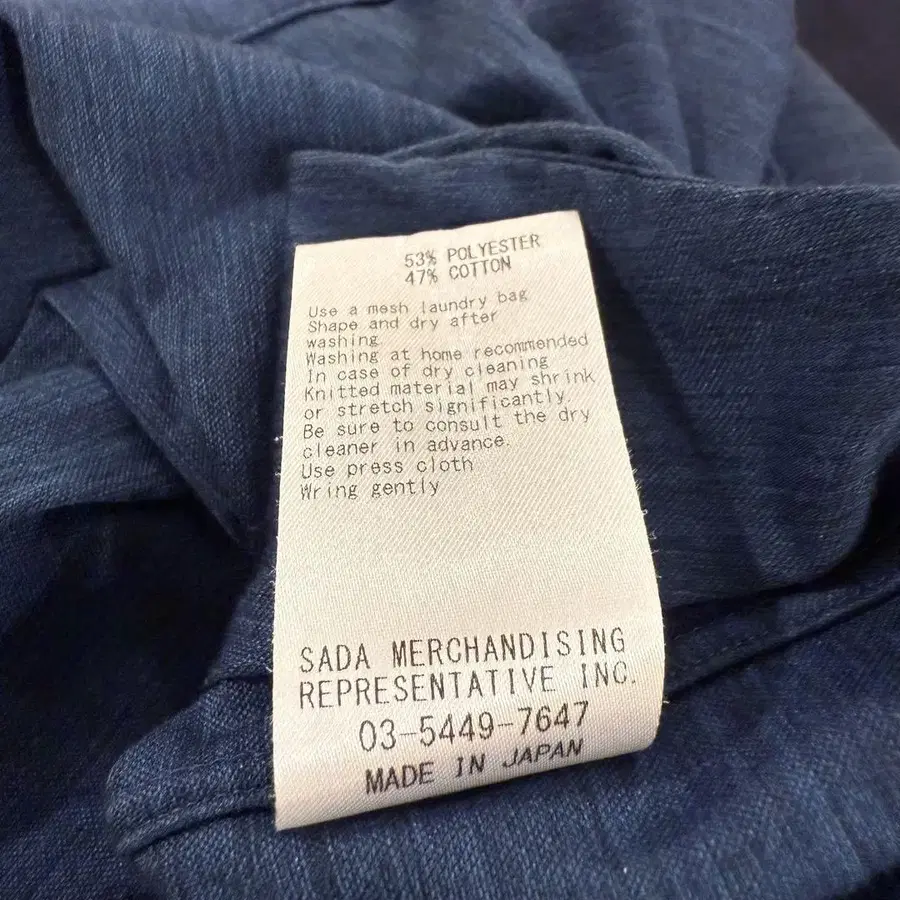 53% POLYESTER
47% COTTON
Use a mesh laundry bag
Shape and dry after
washing
Washing at home recommended
In case of dry cleaning
Knitted material may shrink
or stretch significantly.
Be sure to consult the dry
cleaner in advance.
Use press cloth
Wring gently
SADA MERCHANDISING
REPRESENTATIVE INC.
03-5449-7647
MADE IN JAPAN